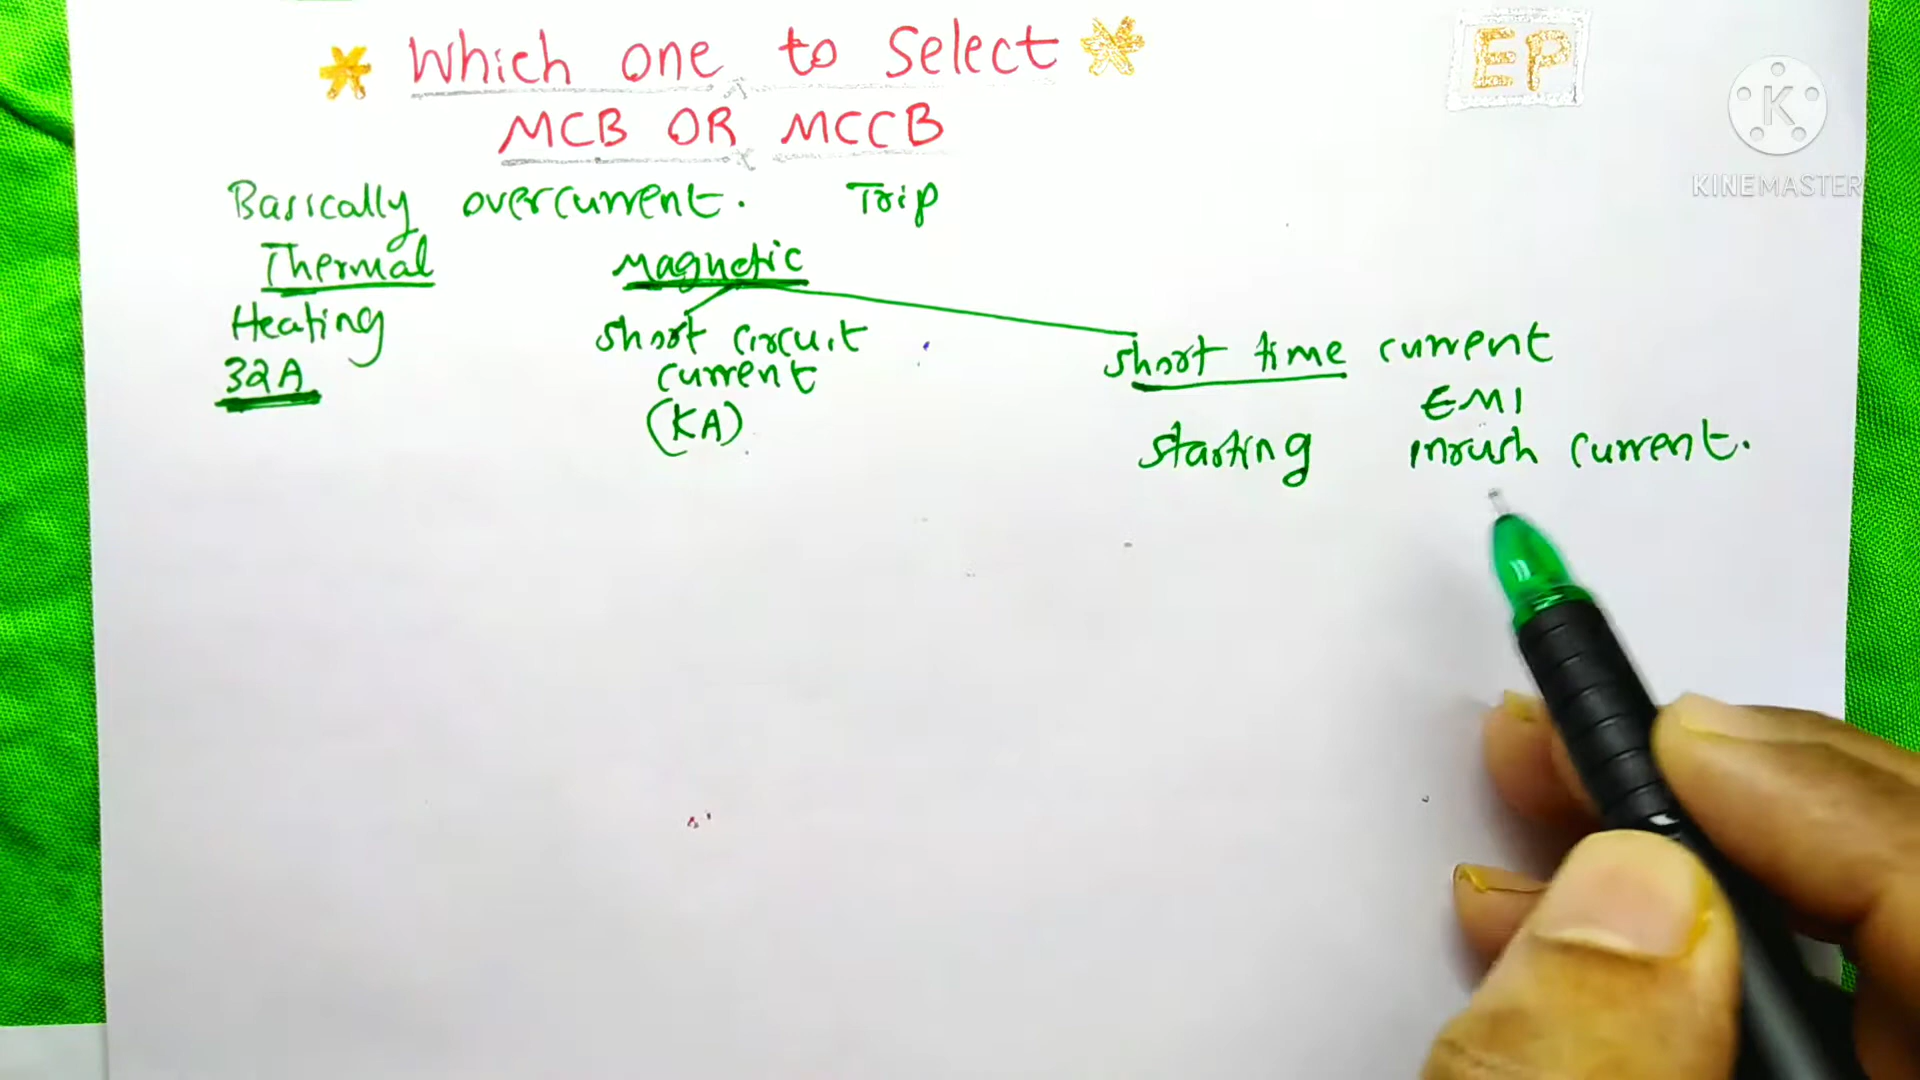 Which one to Select
MCB OR MCCB
EP
K
KINEMASTER
Basically overcurrent. Trip
Thermal
Magnetic
Heating
32A
short circuit
current
(KA)
short time current
EMI
starting inrush current.